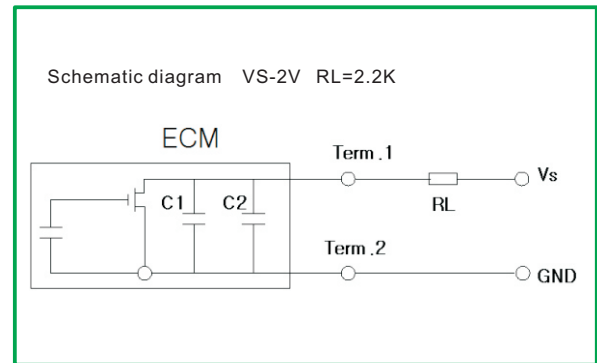 Schematic diagram VS-2V RL=2.2K
ECM
Term.1
Vs
C1 C2
RL
Term.2
GND